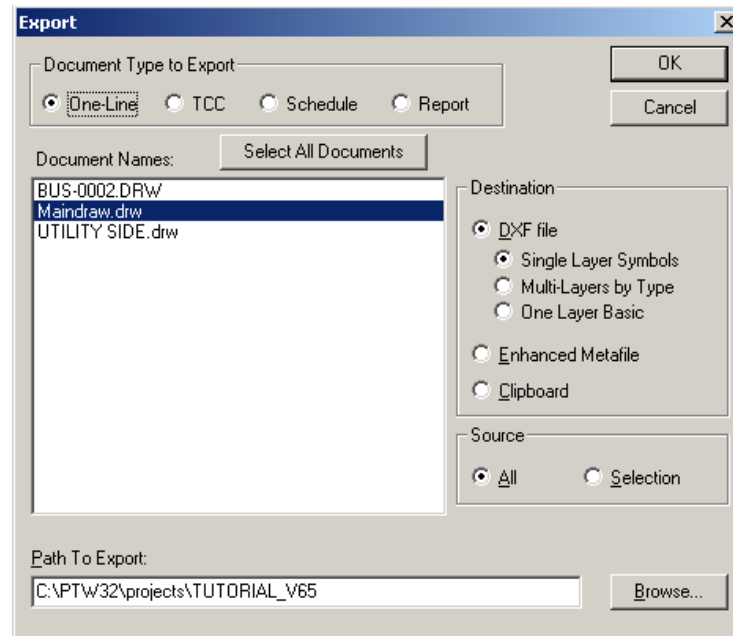 Export
Document Type to Export
OK
One-Line TCC Schedule Report
Cancel
Document Names:
Select All Documents
BUS-0002.DRW
Maindraw.drw
UTILITY SIDE.drw
Destination
DXF file
Single Layer Symbols
Multi-Layers by Type
One Layer Basic
Enhanced Metafile
Clipboard
Source
All Selection
Path To Export:
C:\PTW32\projects\TUTORIAL_V65
Browse...